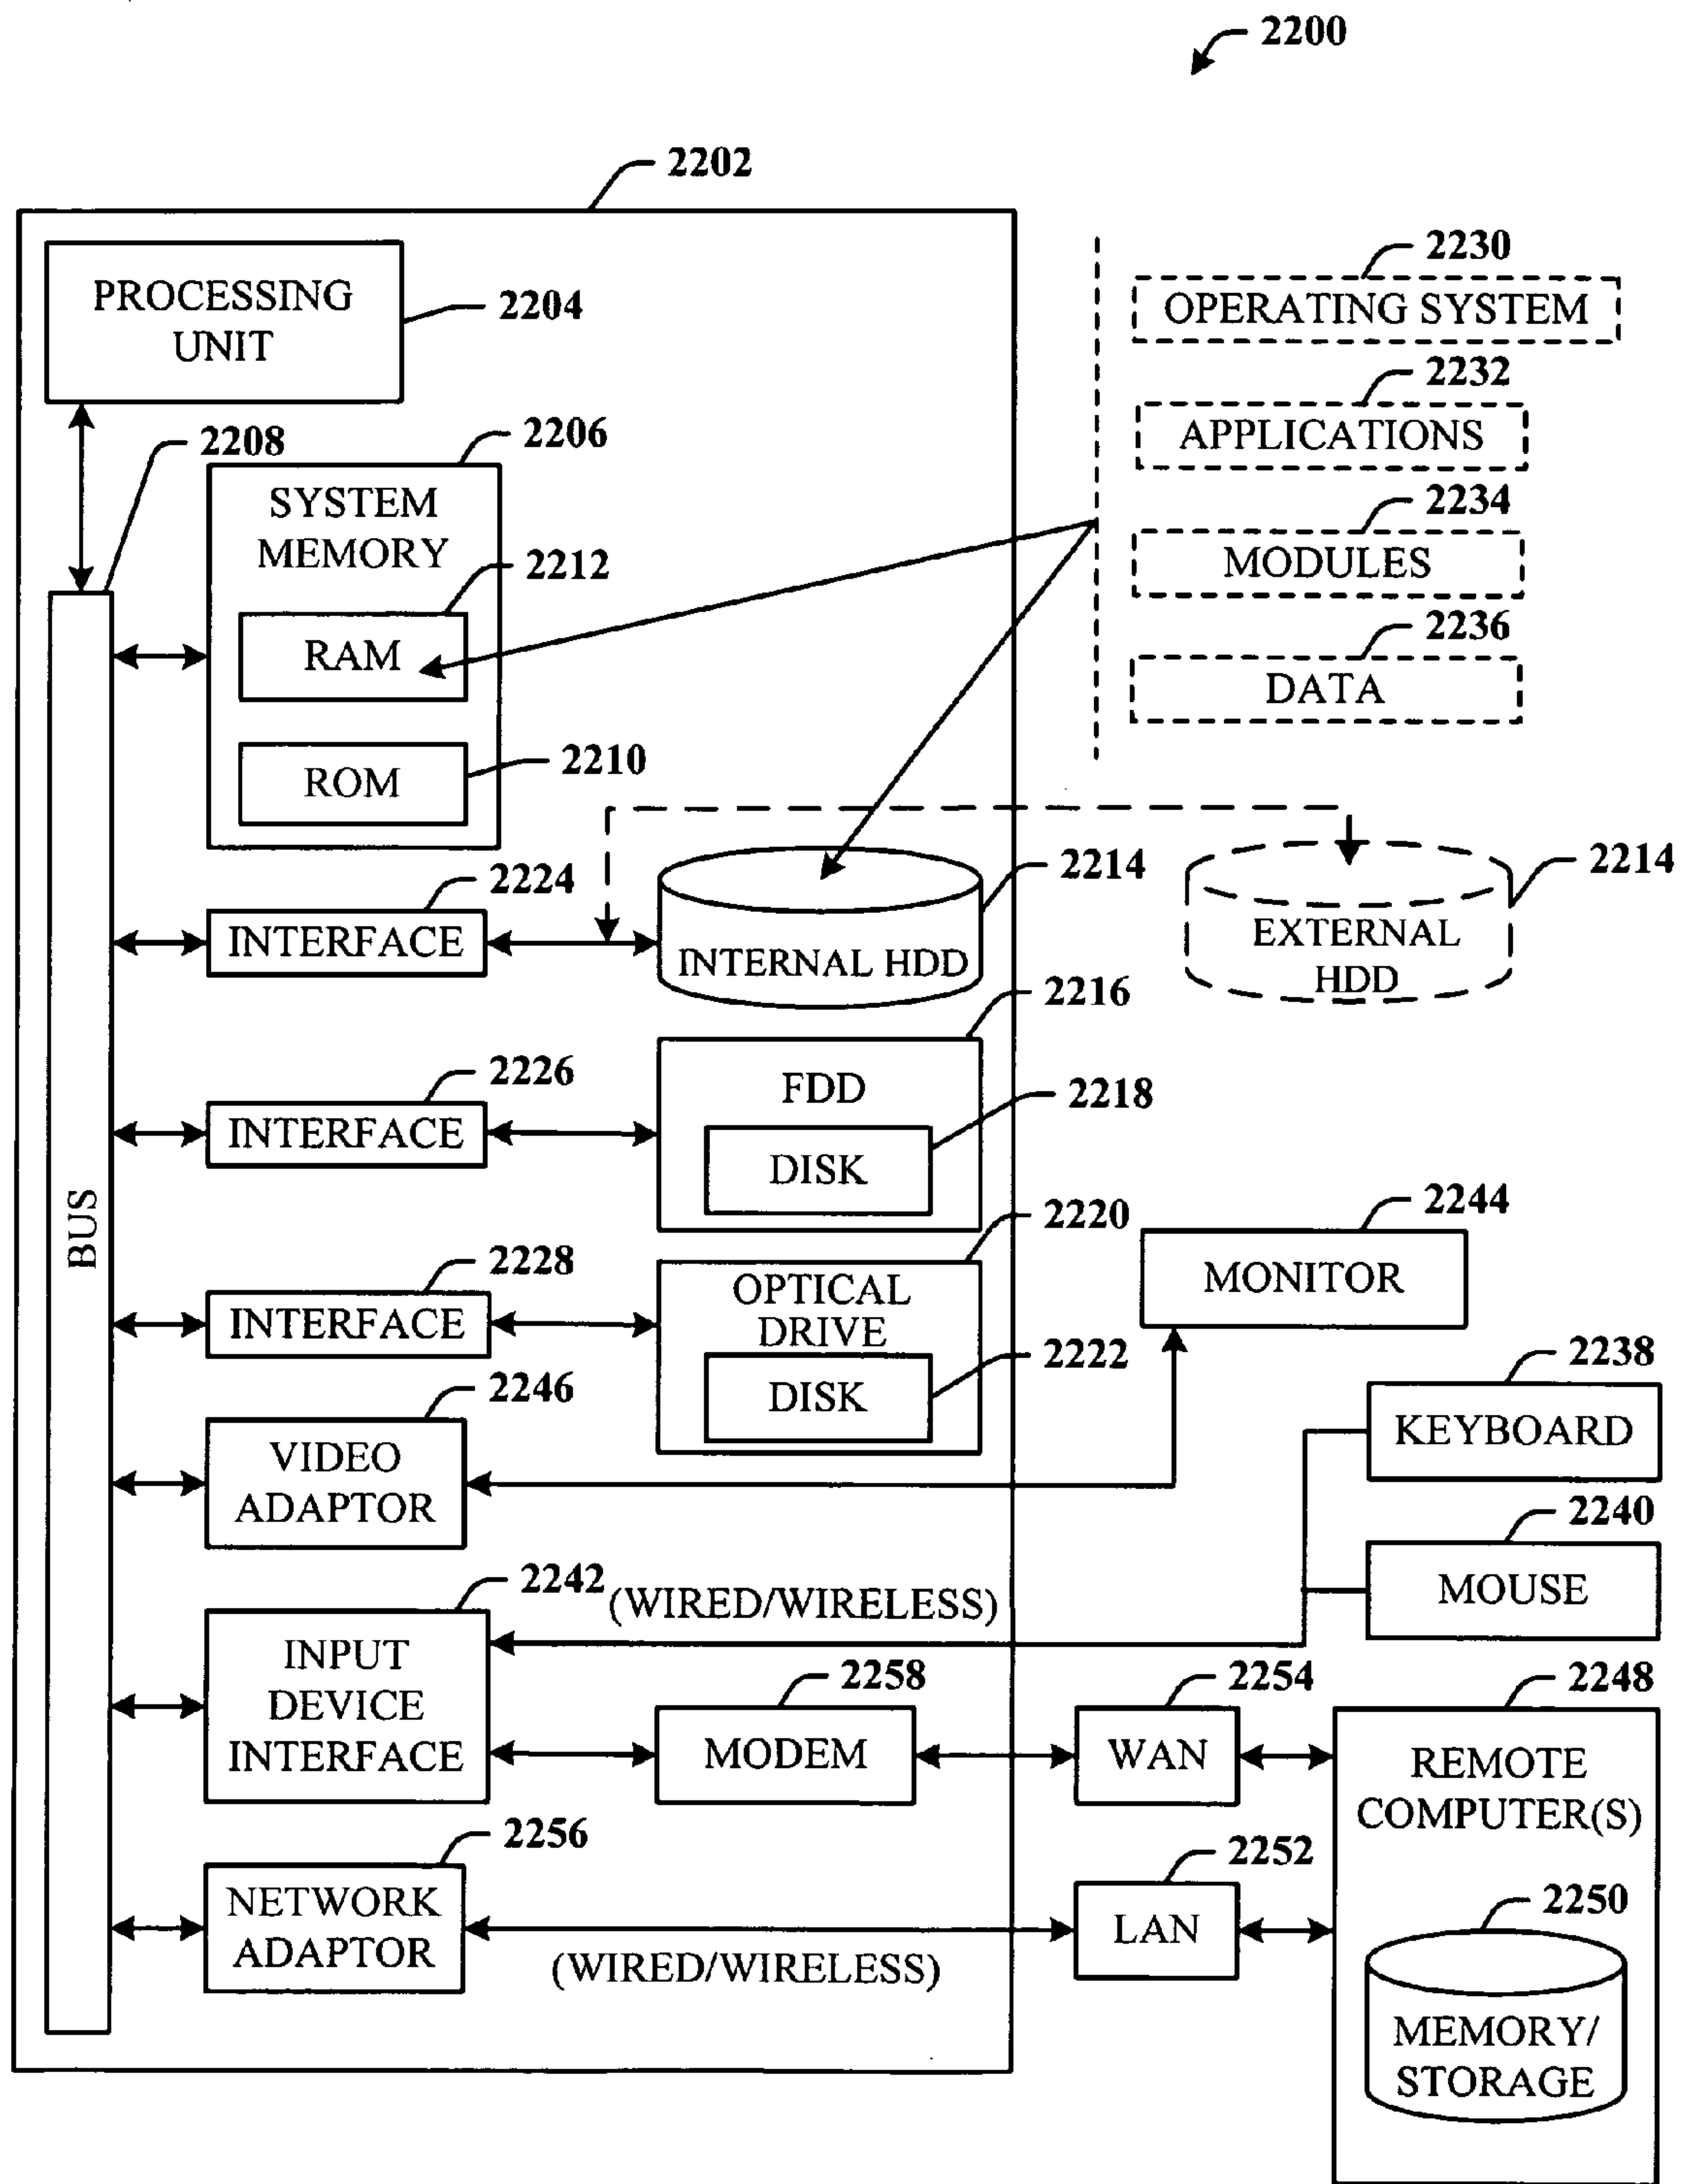 2200
2202
PROCESSING
UNIT
2204
2230
OPERATING SYSTEM
2232
APPLICATIONS
2234
MODULES
2236
DATA
2208
2206
SYSTEM
MEMORY
2212
RAM
2210
ROM
BUS
2224
INTERFACE
2214
INTERNAL HDD
2214
EXTERNAL
HDD
2226
INTERFACE
2216
FDD
2218
DISK
2228
INTERFACE
2220
OPTICAL
DRIVE
2222
DISK
2244
MONITOR
2246
VIDEO
ADAPTOR
2238
KEYBOARD
2240
MOUSE
2242
(WIRED/WIRELESS)
INPUT
DEVICE
INTERFACE
2258
MODEM
2254
WAN
2248
REMOTE
COMPUTER(S)
2256
NETWORK
ADAPTOR
(WIRED/WIRELESS)
2252
LAN
2250
MEMORY/
STORAGE